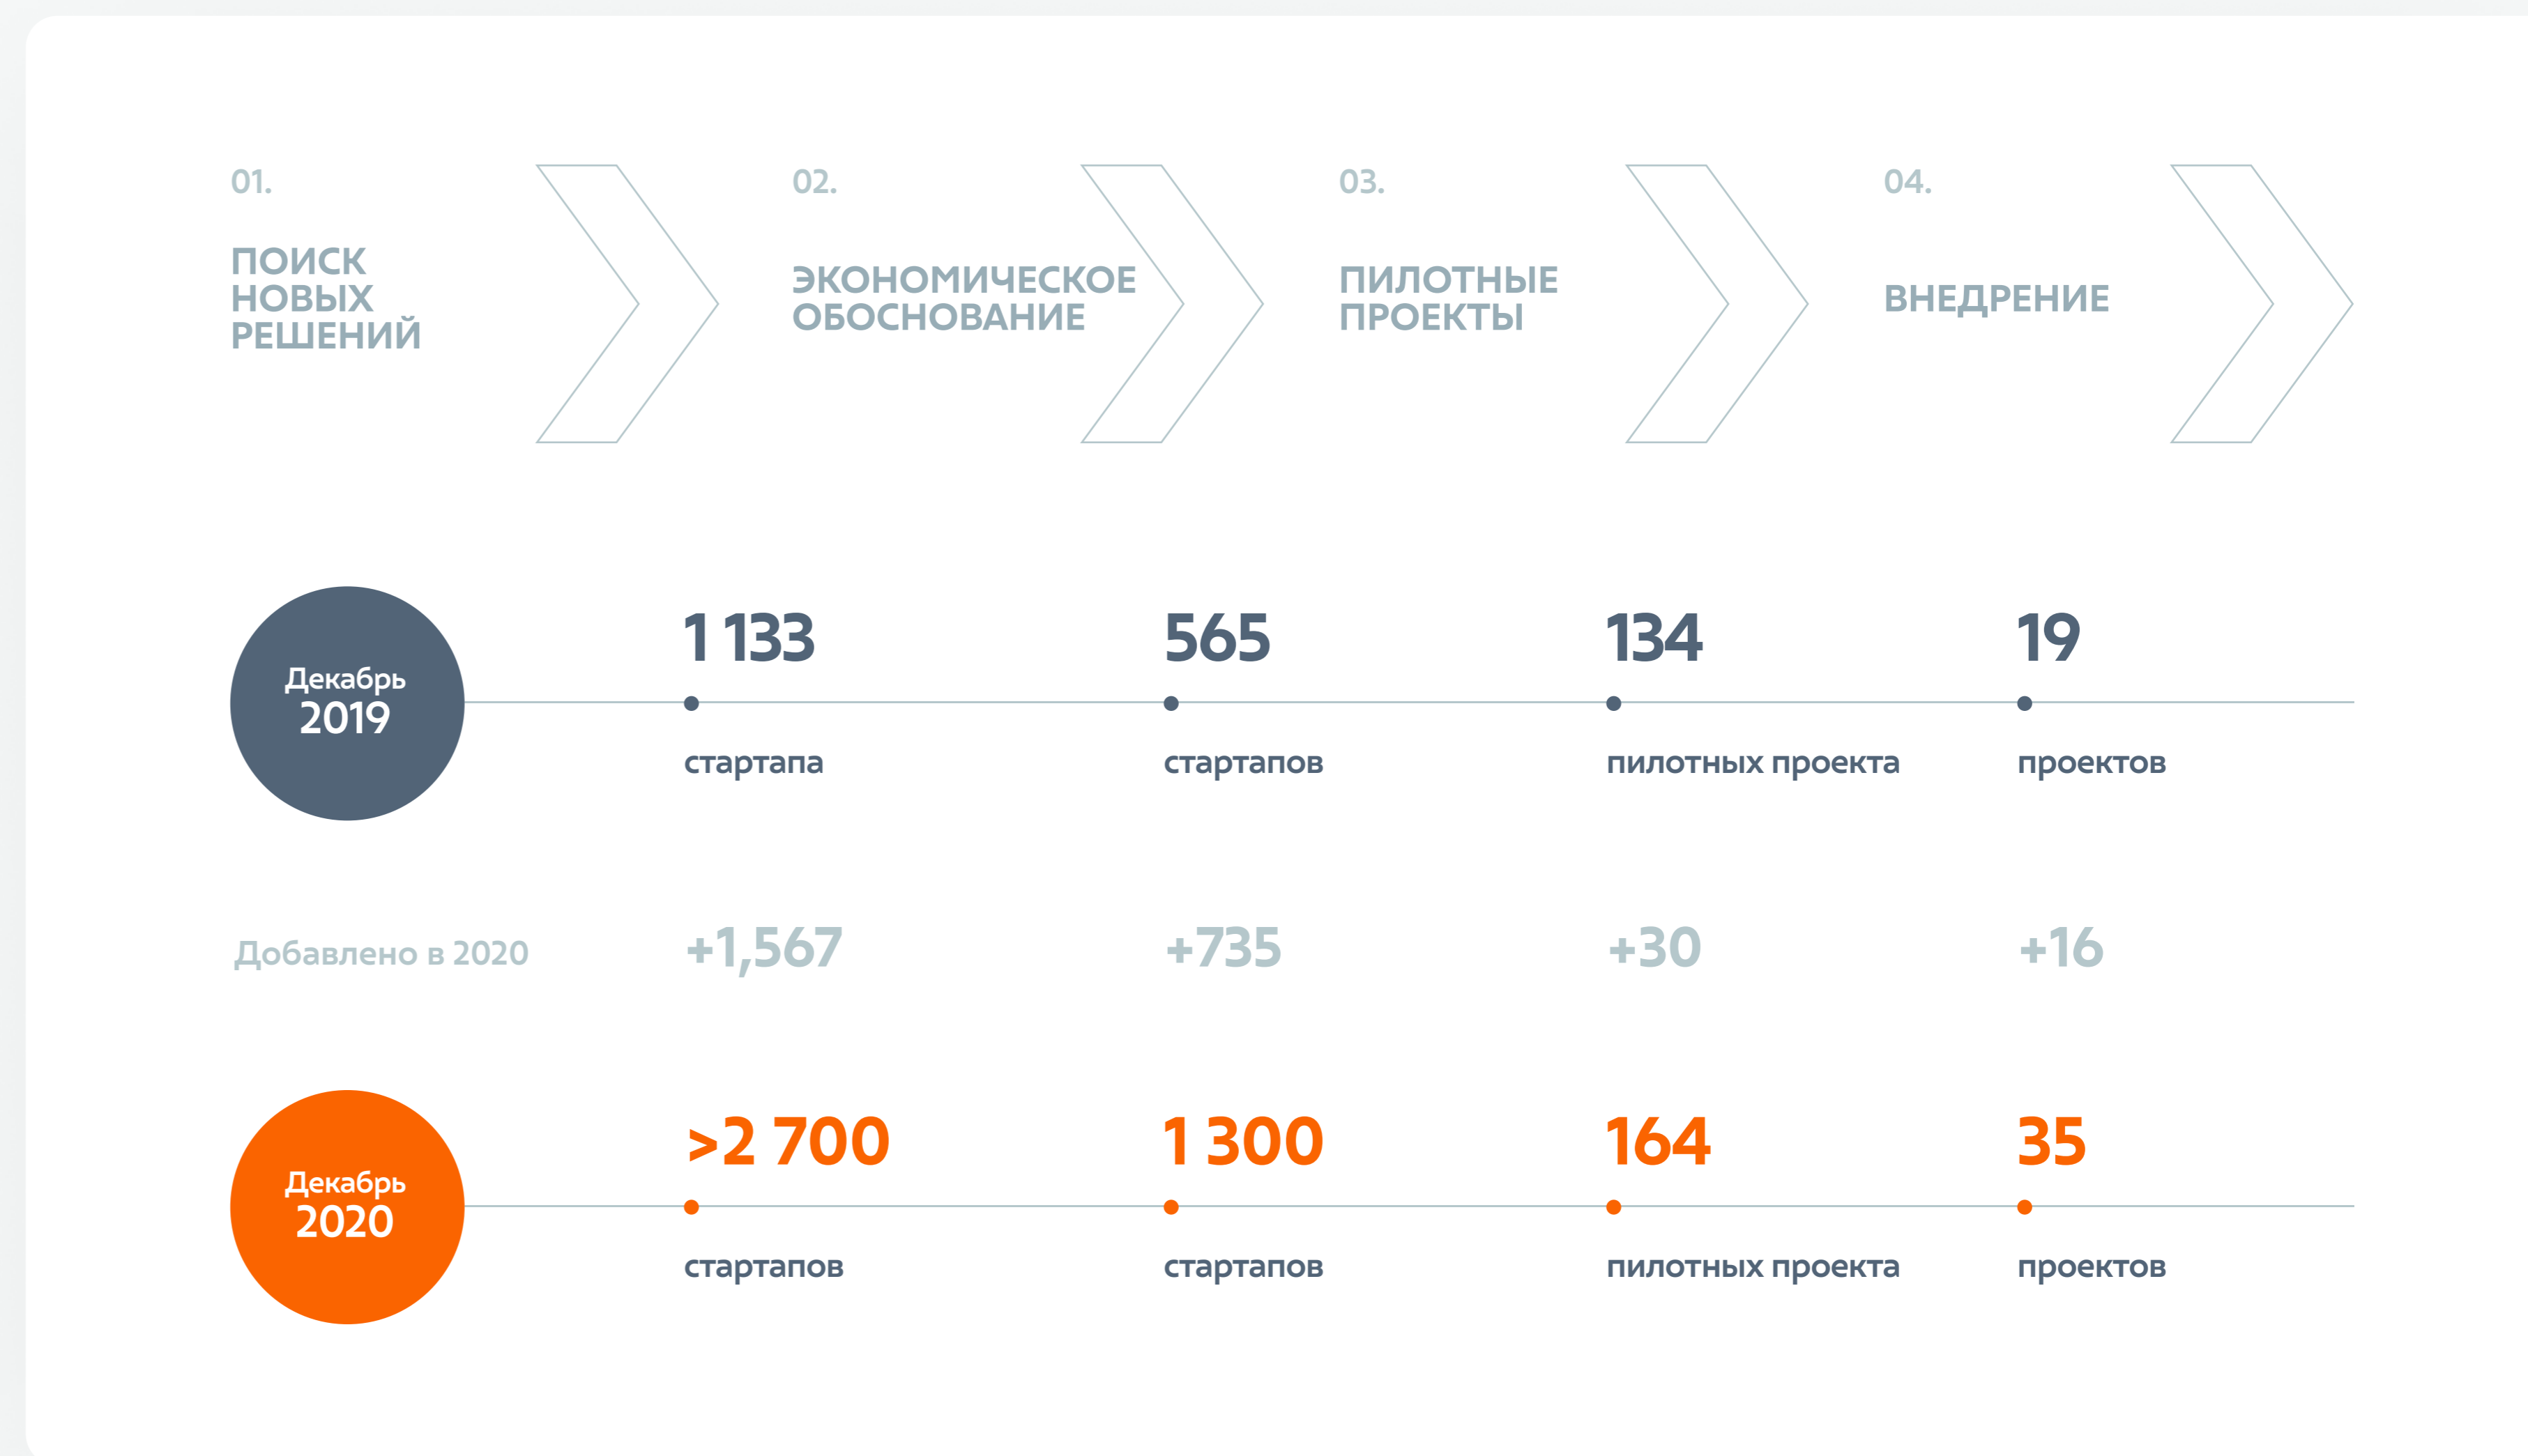 01.
ПОИСК
НОВЫХ
РЕШЕНИЙ
02.
ЭКОНОМИЧЕСКОЕ
ОБОСНОВАНИЕ
03.
ПИЛОТНЫЕ
ПРОЕКТЫ
04.
ВНЕДРЕНИЕ
Декабрь
2019
1 133
стартапа
565
стартапов
134
пилотных проекта
19
проектов
Добавлено в 2020
+1,567
+735
+30
+16
Декабрь
2020
>2 700
стартапов
1 300
стартапов
164
пилотных проекта
35
проектов